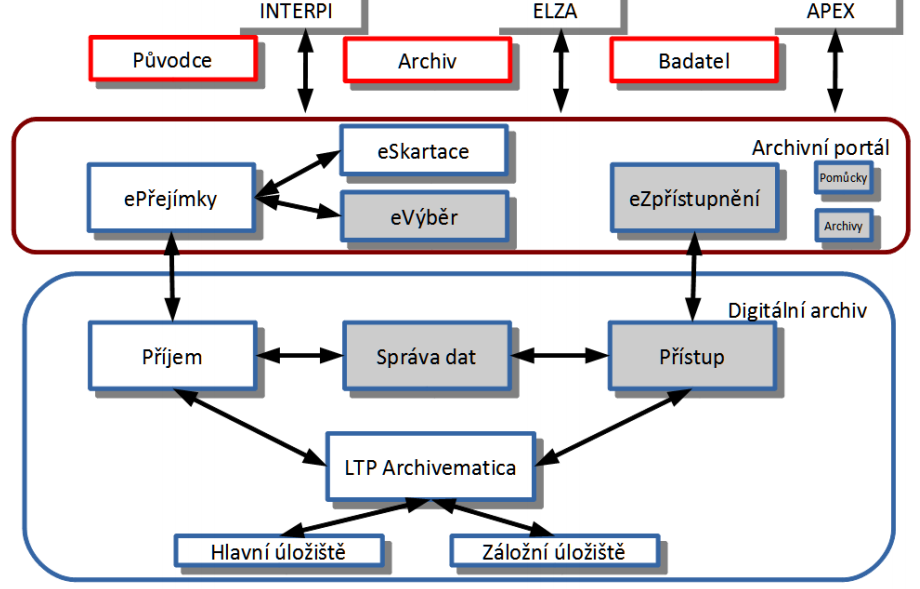 INTERPI
ELZA
APEX
Původce
Archiv
Badatel
Archivní portál
eSkartace
ePřejímky
eVýběr
eZpřístupnění
Pomůcky
Archivy
Digitální archiv
Příjem
Správa dat
Přístup
LTP Archivematica
Hlavní úložiště
Záložní úložiště